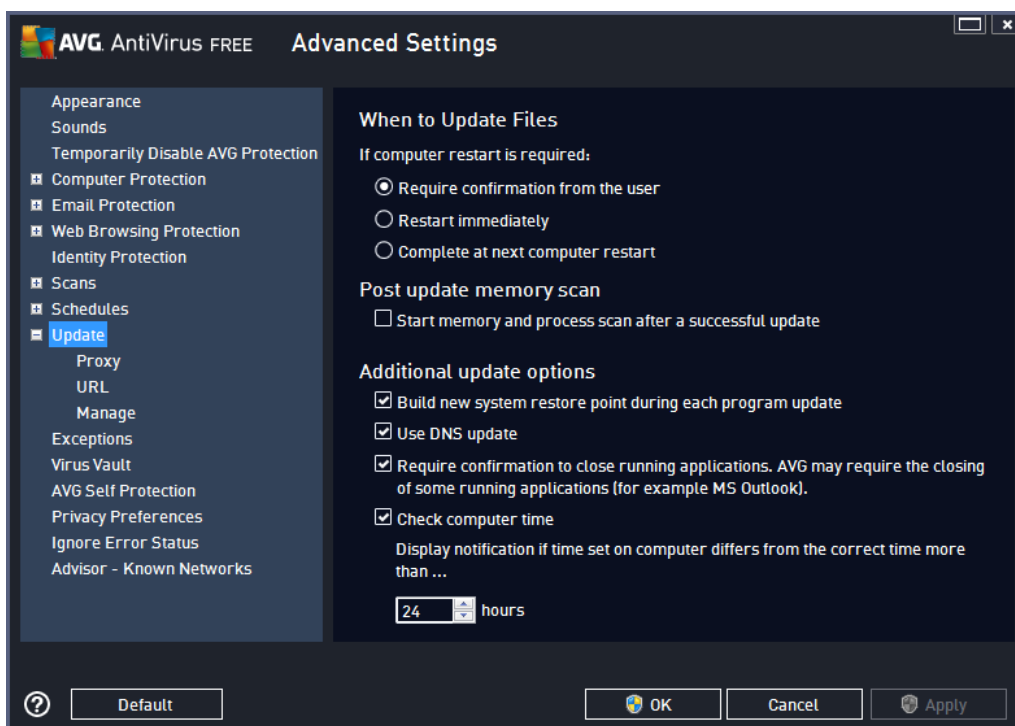 AVG. AntiVirus FREE Advanced Settings
Appearance
Sounds
Temporarily Disable AVG Protection
Computer Protection
Email Protection
Web Browsing Protection
Identity Protection
Scans
Schedules
Update
Proxy
URL
Manage
Exceptions
Virus Vault
AVG Self Protection
Privacy Preferences
Ignore Error Status
Advisor - Known Networks
When to Update Files
If computer restart is required:
Require confirmation from the user
Restart immediately
Complete at next computer restart
Post update memory scan
Start memory and process scan after a successful update
Additional update options
Build new system restore point during each program update
Use DNS update
Require confirmation to close running applications. AVG may require the closing
of some running applications (for example MS Outlook).
Check computer time
Display notification if time set on computer differs from the correct time more
than ...
24 hours
? Default OK Cancel Apply